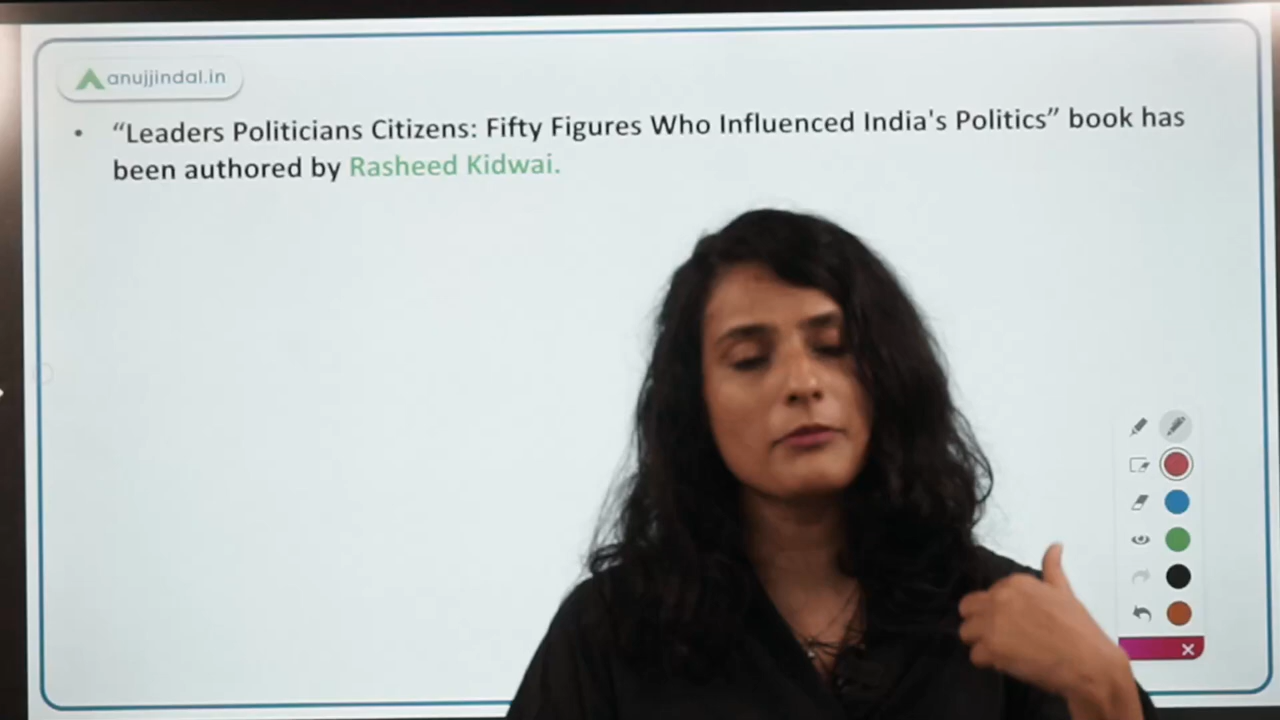 anujjindal.in
• “Leaders Politicians Citizens: Fifty Figures Who Influenced India's Politics” book has
been authored by Rasheed Kidwai.